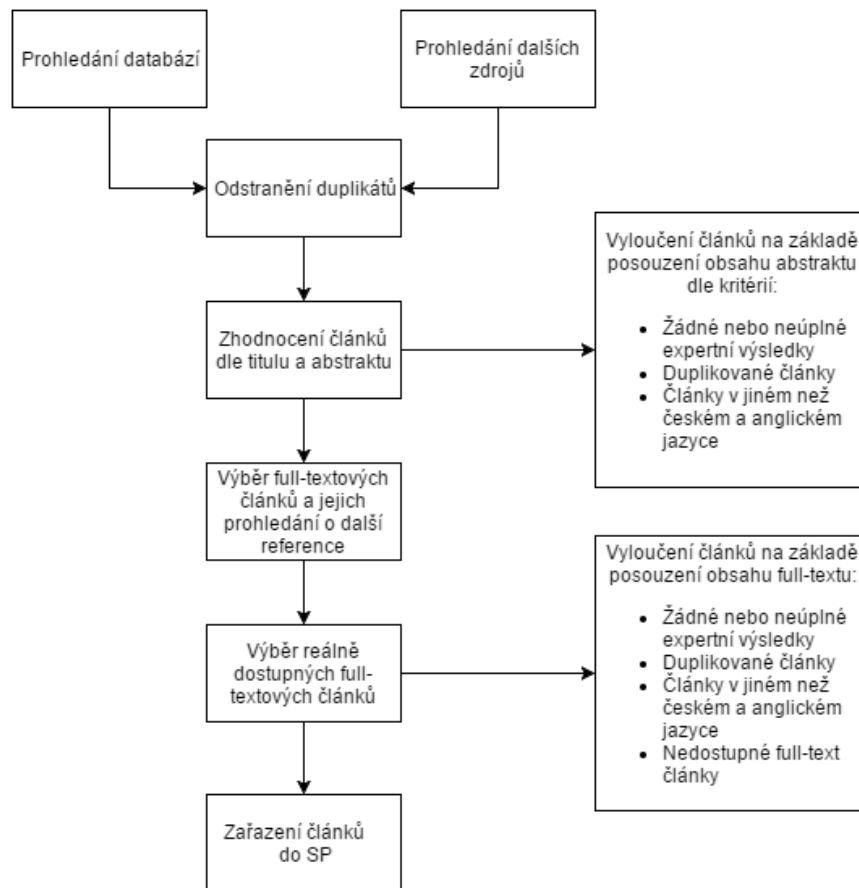 Prohledání databází
Prohledání dalších
zdrojů
Odstranění duplikátů
Zhodnocení článků
dle titulu a abstraktu
Vyloučení článků na základě
posouzení obsahu abstraktu
dle kritérií:
• Žádné nebo neúplné
expertní výsledky
• Duplikované články
• Články v jiném než
českém a anglickém
jazyce
Výběr full-textových
článků a jejich
prohledání o další
reference
Výběr reálně
dostupných full-
textových článků
Vyloučení článků na základě
posouzení obsahu full-textu:
• Žádné nebo neúplné
expertní výsledky
• Duplikované články
• Články v jiném než
českém a anglickém
jazyce
• Nedostupné full-text
články
Zařazení článků
do SP